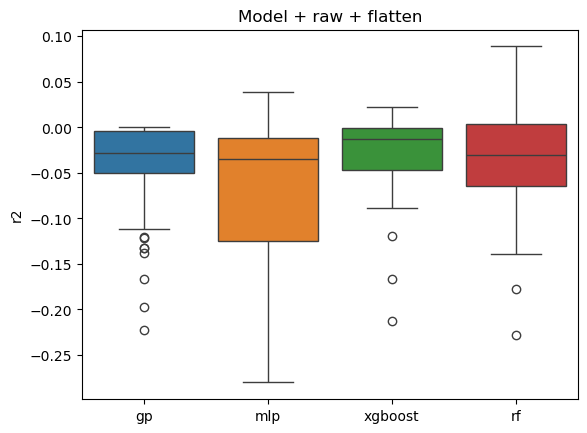 Model + raw + flatten
r2
0.10
0.05
0.00
−0.05
−0.10
−0.15
−0.20
−0.25
gp
mlp
xgboost
rf